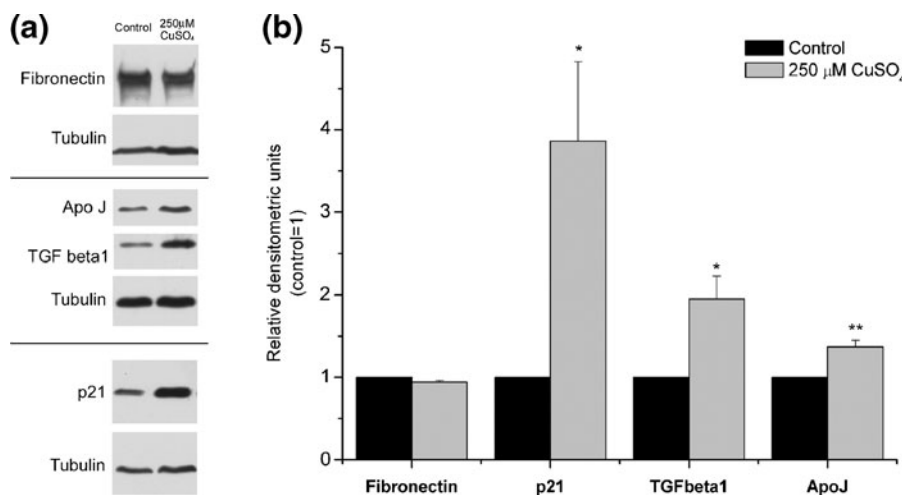 (a)
Control 250μM
CuSO₄
Fibronectin
Tubulin
Apo J
TGF beta1
Tubulin
p21
Tubulin
(b)
Relative densitometric units
(control=1)
5
4
3
2
1
0
*
*
**
Control
250 μM CuSO₄
Fibronectin p21 TGFbeta1 ApoJ